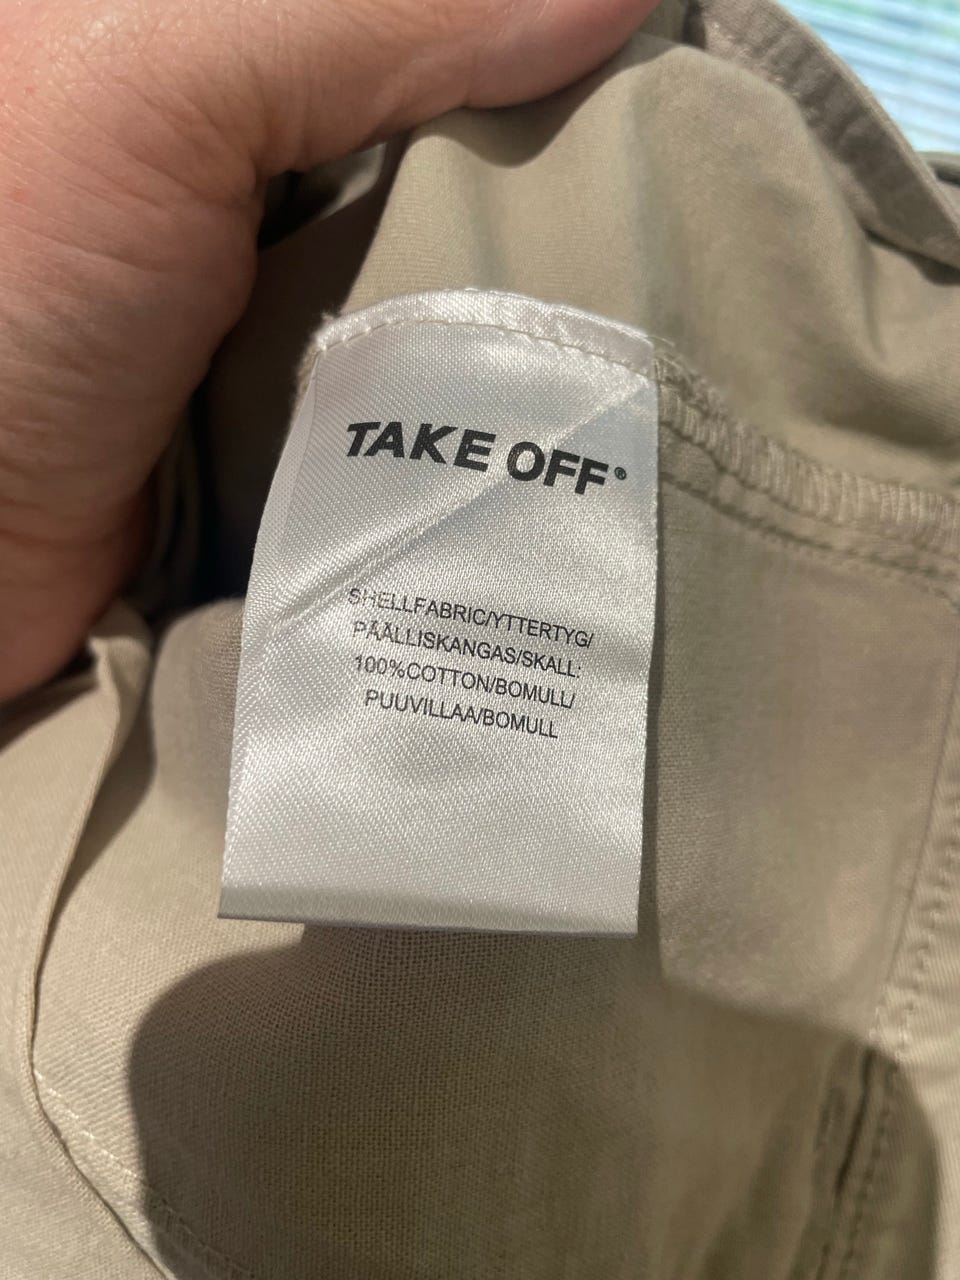 TAKE OFF®
SHELLFABRIC/YTTERTYG/
PÄÄLLISKANGAS/SKALL:
100%COTTON/BOMULL/
PUUVILLAA/BOMULL